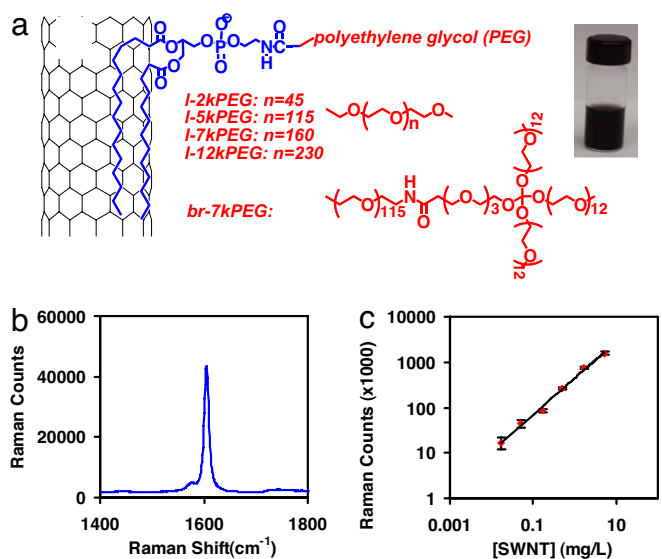 a
polyethylene glycol (PEG)
l-2kPEG: n=45
l-5kPEG: n=115
l-7kPEG: n=160
l-12kPEG: n=230
br-7kPEG:
O O O P O ⊖ O O N H C O
O O n O
O 115 O N H O O 3 O O O O O 12
O 12 O
O 12 O
b
Raman Counts
60000
40000
20000
0
1400 1600 1800
Raman Shift(cm-1)
c
Raman Counts (x1000)
10000
1000
100
10
1
0.001 0.1 10
[SWNT] (mg/L)